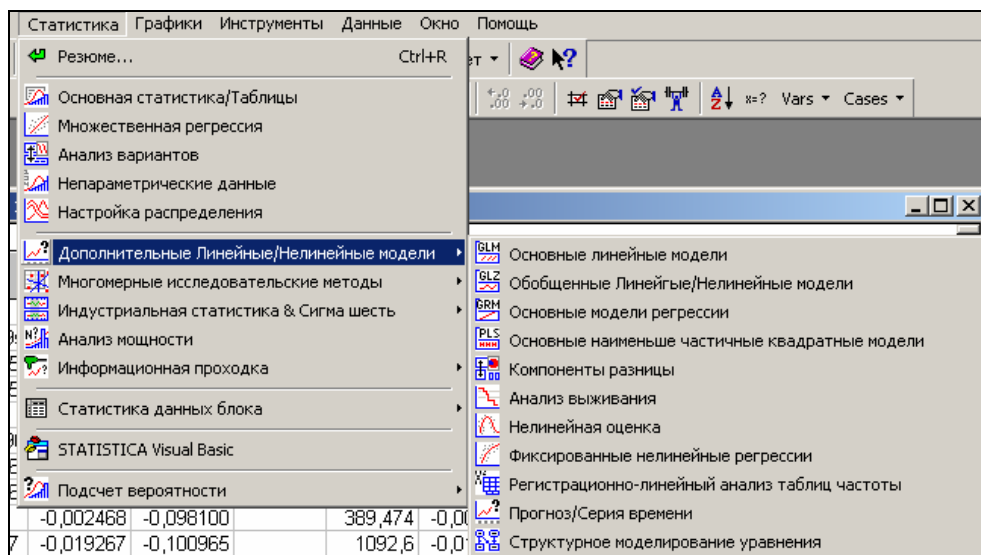 Статистика Графики Инструменты Данные Окно Помощь
Резюме... Ctrl+R
Vars Cases
x=?
Основная статистика/Таблицы
Множественная регрессия
Анализ вариантов
Непараметрические данные
Настройка распределения
Дополнительные Линейные/Нелинейные модели
Многомерные исследовательские методы
Индустриальная статистика & Сигма шесть
Анализ мощности
Информационная проходка
Статистика данных блока
STATISTICA Visual Basic
Подсчет вероятности
GLM Основные линейные модели
GLZ Обобщенные Линейгые/Нелинейные модели
GRM Основные модели регрессии
PLS Основные наименьше частичные квадратные модели
Компоненты разницы
Анализ выживания
Нелинейная оценка
Фиксированные нелинейные регрессии
Регистрационно-линейный анализ таблиц частоты
Прогноз/Серия времени
Структурное моделирование уравнения
-0,002468 -0,098100 389,474
-0,019267 -0,100965 1092,6